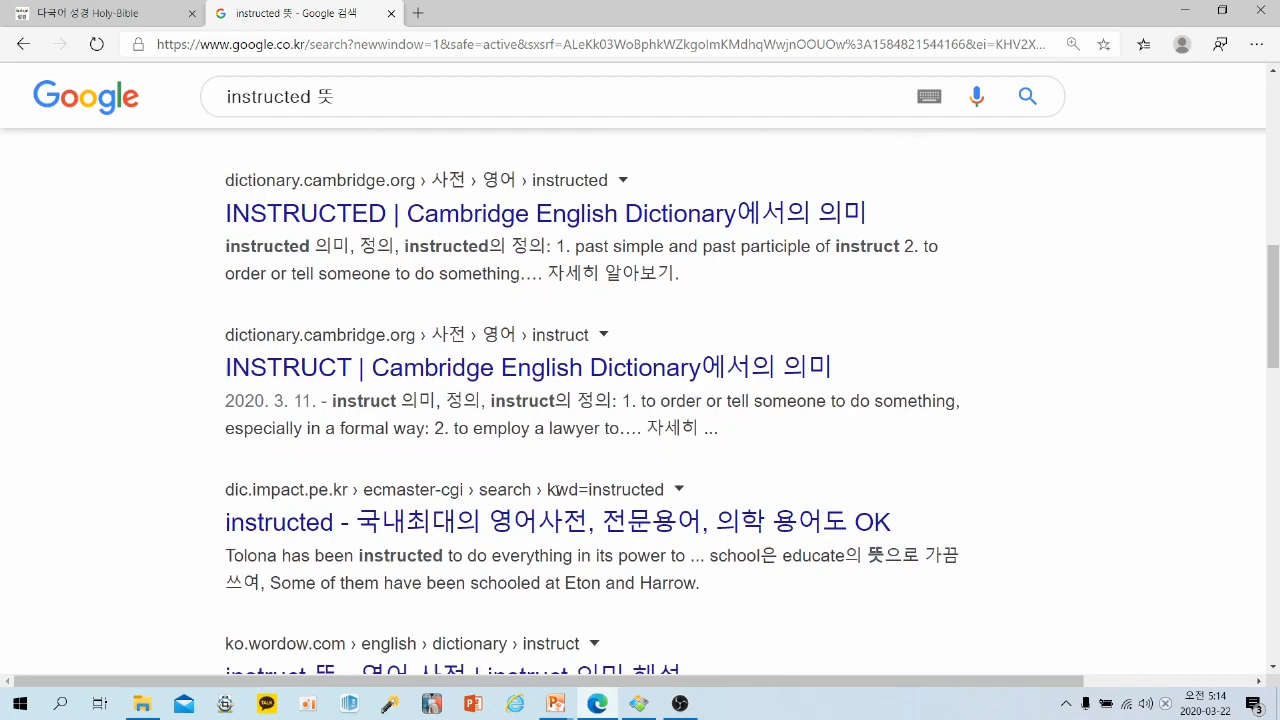 다국어 성경 Holy-Bible
instructed 뜻 - Google 검색
https://www.google.co.kr/search?newwindow=1&safe=active&sxsrf=ALeKk03WoBphkWZkgoImKMdhqWwjnOOUOw%3A1584821544166&ei=KHV2X...
Google
instructed 뜻
dictionary.cambridge.org › 사전 › 영어 › instructed
INSTRUCTED | Cambridge English Dictionary에서의 의미
instructed 의미, 정의, instructed의 정의: 1. past simple and past participle of instruct 2. to
order or tell someone to do something.... 자세히 알아보기.
dictionary.cambridge.org › 사전 › 영어 › instruct
INSTRUCT | Cambridge English Dictionary에서의 의미
2020. 3. 11. - instruct 의미, 정의, instruct의 정의: 1. to order or tell someone to do something,
especially in a formal way: 2. to employ a lawyer to.... 자세히 ...
dic.impact.pe.kr › ecmaster-cgi › search › kwd=instructed
instructed - 국내최대의 영어사전, 전문용어, 의학 용어도 OK
Tolona has been instructed to do everything in its power to ... school은 educate의 뜻으로 가끔
쓰여, Some of them have been schooled at Eton and Harrow.
ko.wordow.com › english › dictionary › instruct
instruct 뜻 - 영어 사전 | instruct 의미 해설
오전 5:14
2020-03-22
3